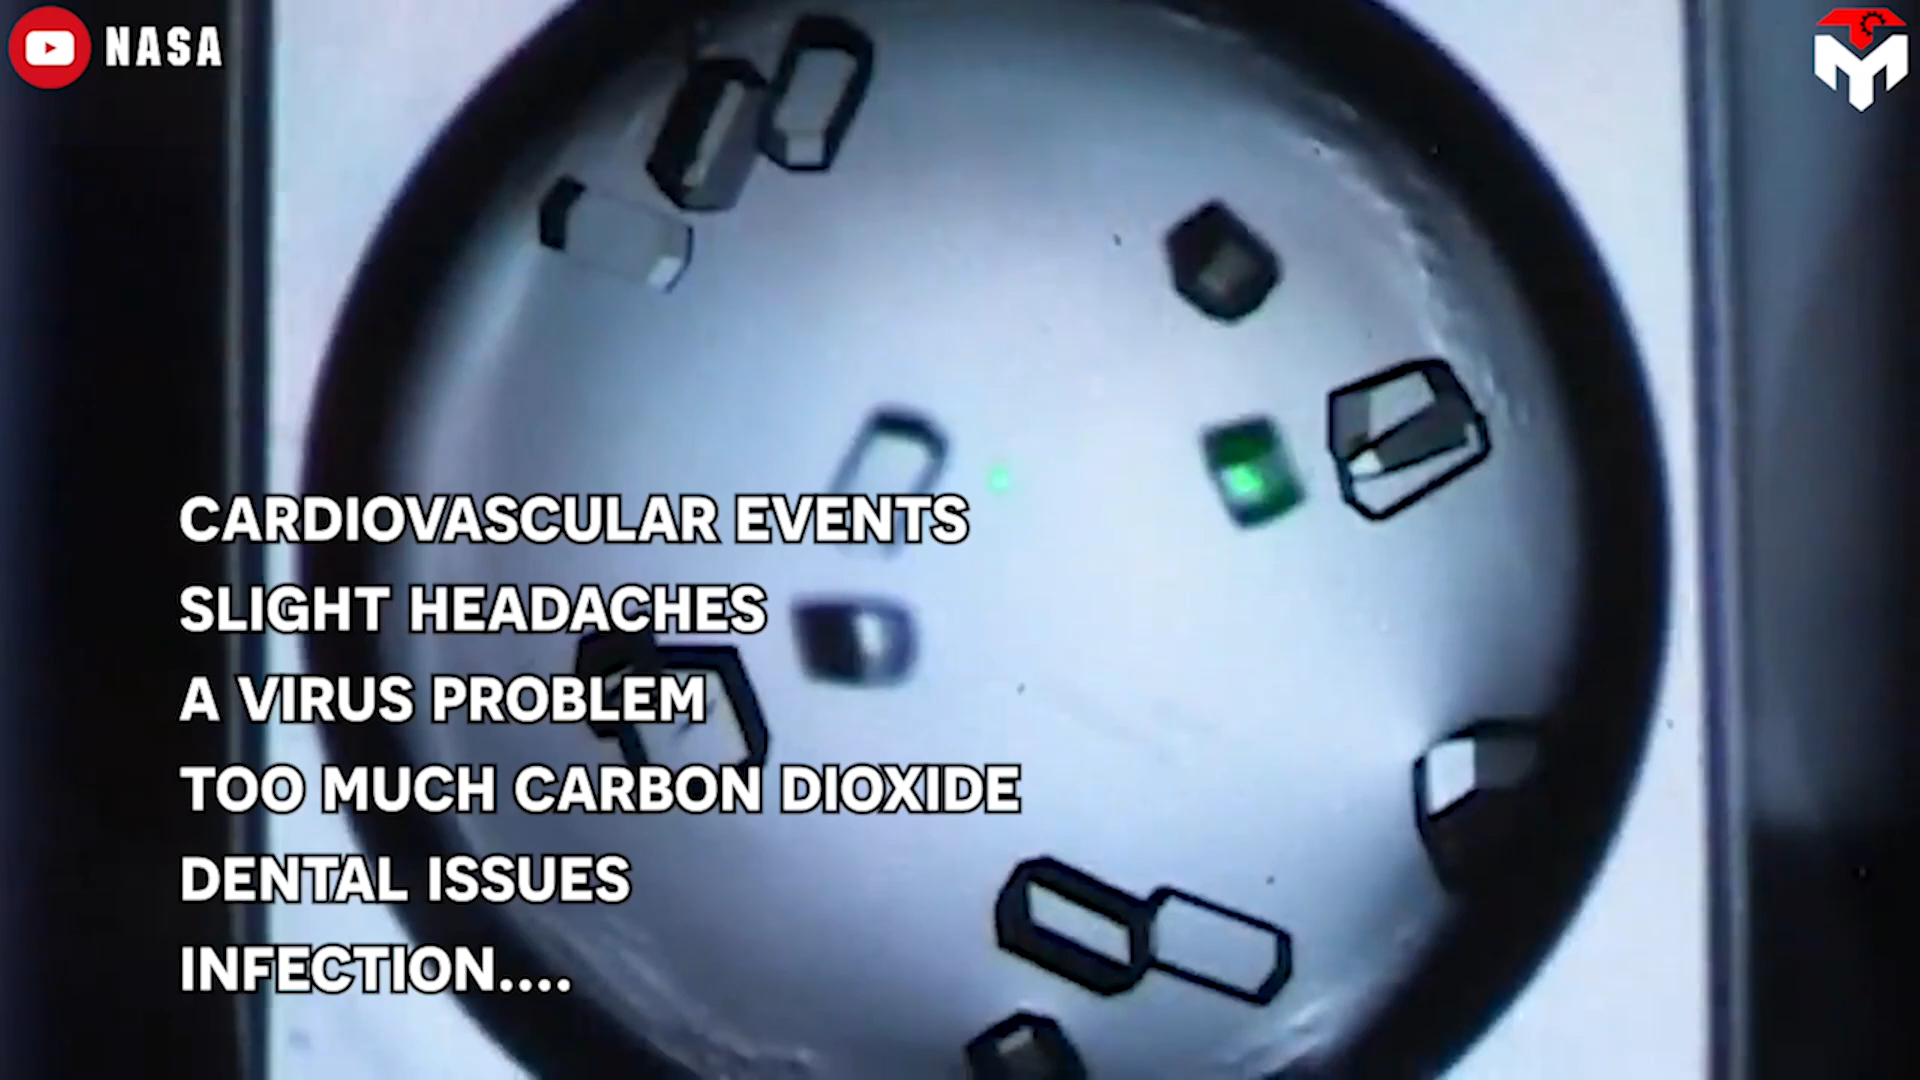 NASA
CARDIOVASCULAR EVENTS
SLIGHT HEADACHES
A VIRUS PROBLEM
TOO MUCH CARBON DIOXIDE
DENTAL ISSUES
INFECTION....